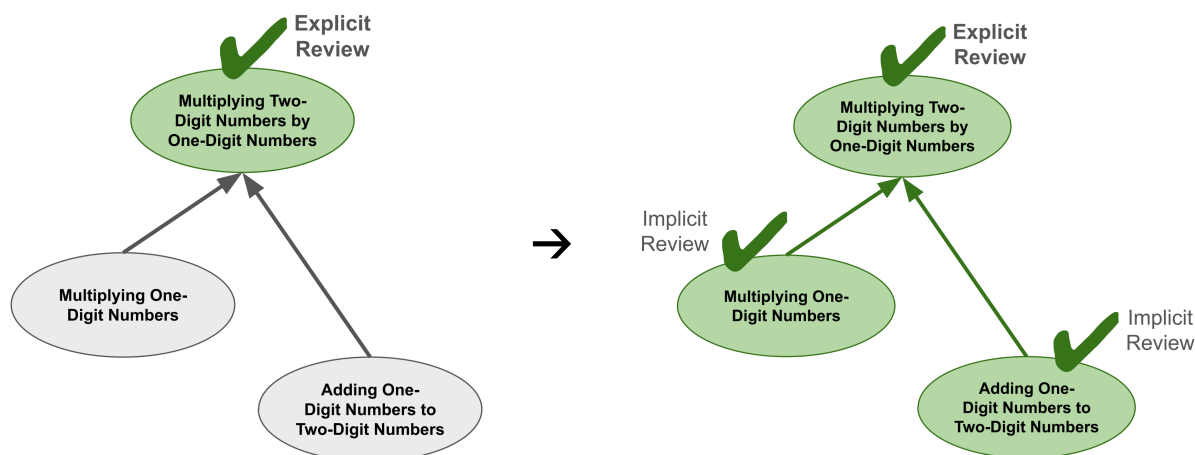 Explicit
Review
Multiplying Two-
Digit Numbers by
One-Digit Numbers
Multiplying One-
Digit Numbers
Adding One-
Digit Numbers to
Two-Digit Numbers
Explicit
Review
Multiplying Two-
Digit Numbers by
One-Digit Numbers
Implicit
Review
Multiplying One-
Digit Numbers
Implicit
Review
Adding One-
Digit Numbers to
Two-Digit Numbers